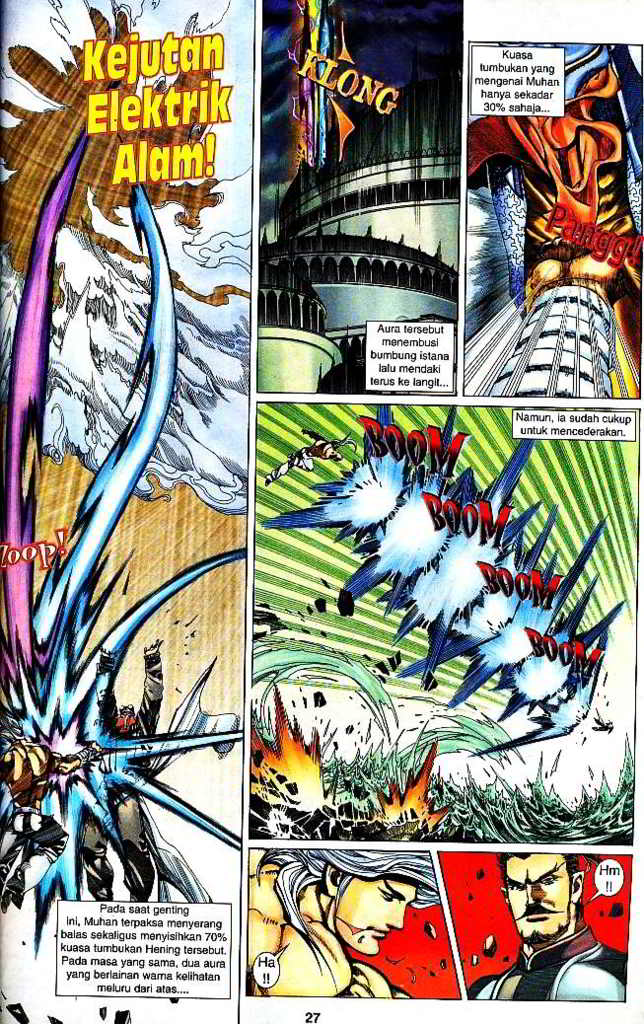 Kejutan
Elektrik
Alam!
Zoop!
Pada saat genting
ini, Muhan terpaksa menyerang
balas sekaligus menyisihkan 70%
kuasa tumbukan Hening tersebut.
Pada masa yang sama, dua aura
yang berlainan warna kelihatan
meluru dari atas....
KLONG
Aura tersebut
menembusi
bumbung istana
lalu mendaki
terus ke langit...
Kuasa
tumbukan yang
mengenai Muhan
hanya sekadar
30% sahaja...
Pangg!
Namun, ia sudah cukup
untuk mencederakan.
BOOM
BOOM
BOOM
BOOM
Ha
!!
Hm
!!
27